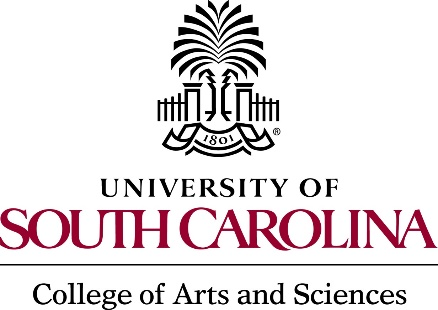 1801
®
UNIVERSITY OF
SOUTH CAROLINA
College of Arts and Sciences